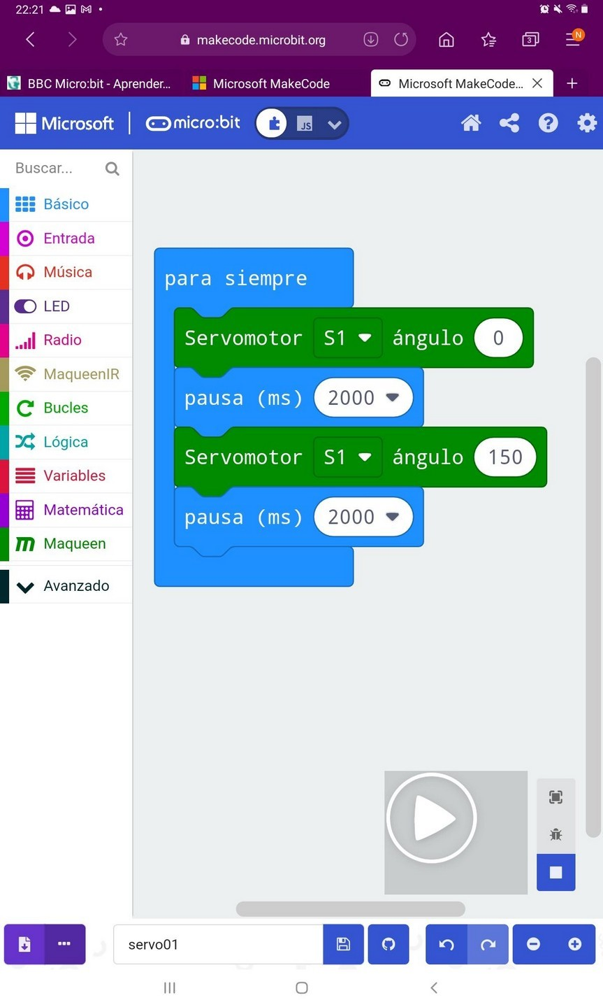 22:21
makecode.microbit.org
3
N
BBC Micro:bit - Aprender...
Microsoft MakeCode
Microsoft MakeCode...
Microsoft
micro:bit
JS
Buscar...
Básico
Entrada
Música
LED
Radio
MaqueenIR
Bucles
Lógica
Variables
Matemática
Maqueen
Avanzado
para siempre
Servomotor S1 ángulo 0
pausa (ms) 2000
Servomotor S1 ángulo 150
pausa (ms) 2000
servo01